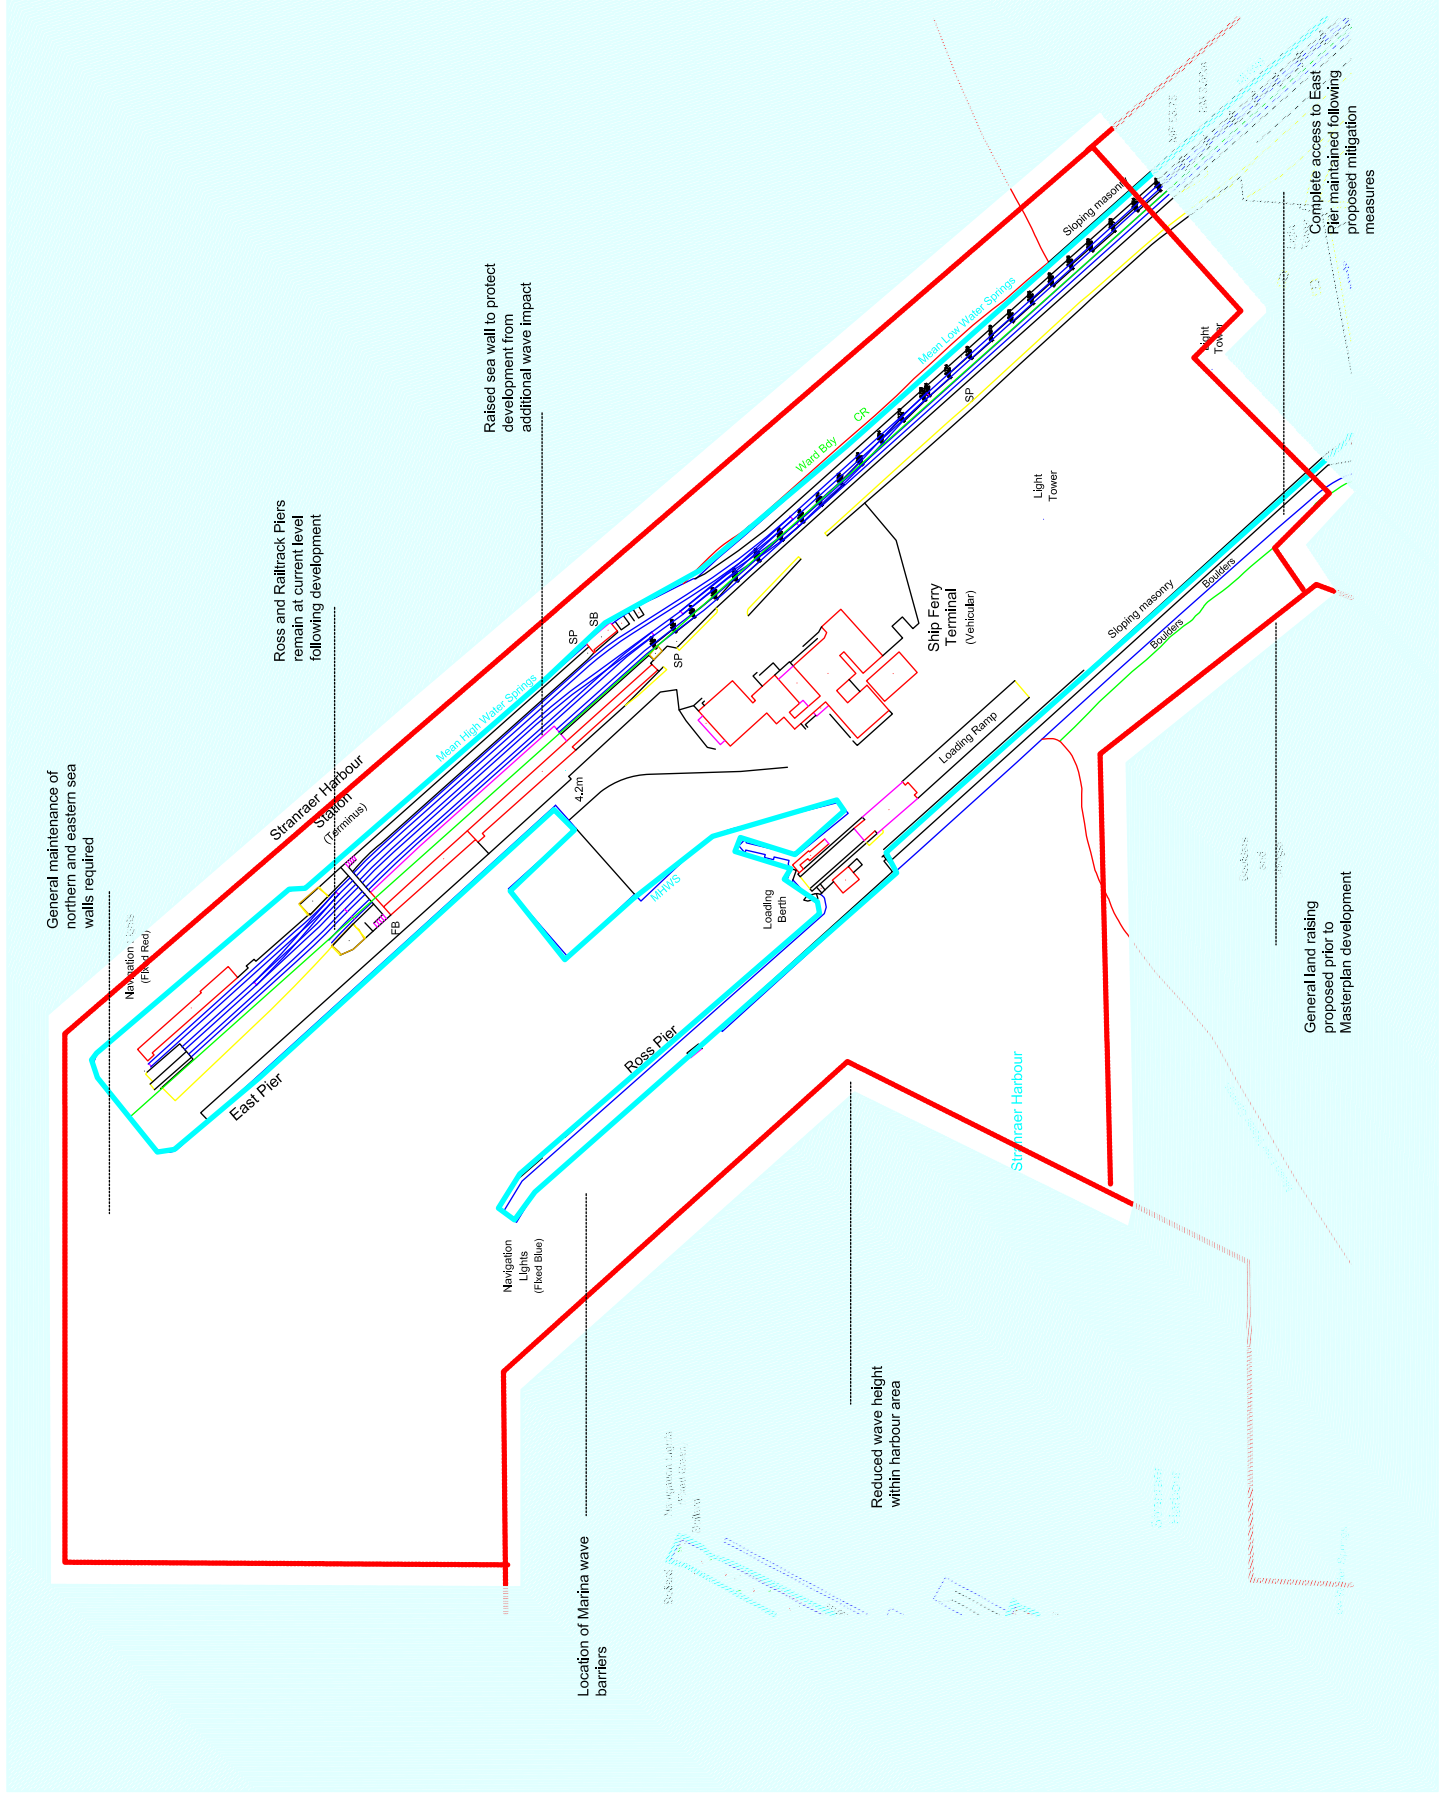 General maintenance of
northern and eastern sea
walls required
Ross and Railtrack Piers
remain at current level
following development
Raised sea wall to protect
development from
additional wave impact
Complete access to East
Pier maintained following
proposed mitigation
measures
General land raising
proposed prior to
Masterplan development
Reduced wave height
within harbour area
Location of Marina wave
barriers
Navigation
(Fixed Red)
Stranraer Harbour
Station
(Terminus)
Mean High Water Springs
FB
East Pier
4.2m
SP
SB
SP
Ward Bdy
CR
Mean Low Water Springs
SP
Sloping masonry
Light
Tower
Light
Tower
Ship Ferry
Terminal
(Vehicular)
Loading Ramp
Loading
Berth
MHWS
Ross Pier
Navigation
Lights
(Fixed Blue)
Sloping masonry
Boulders
Boulders
Stranraer Harbour